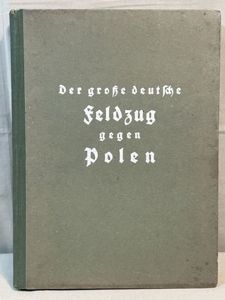 Der große deutſche
Feldzug
gegen
Polen